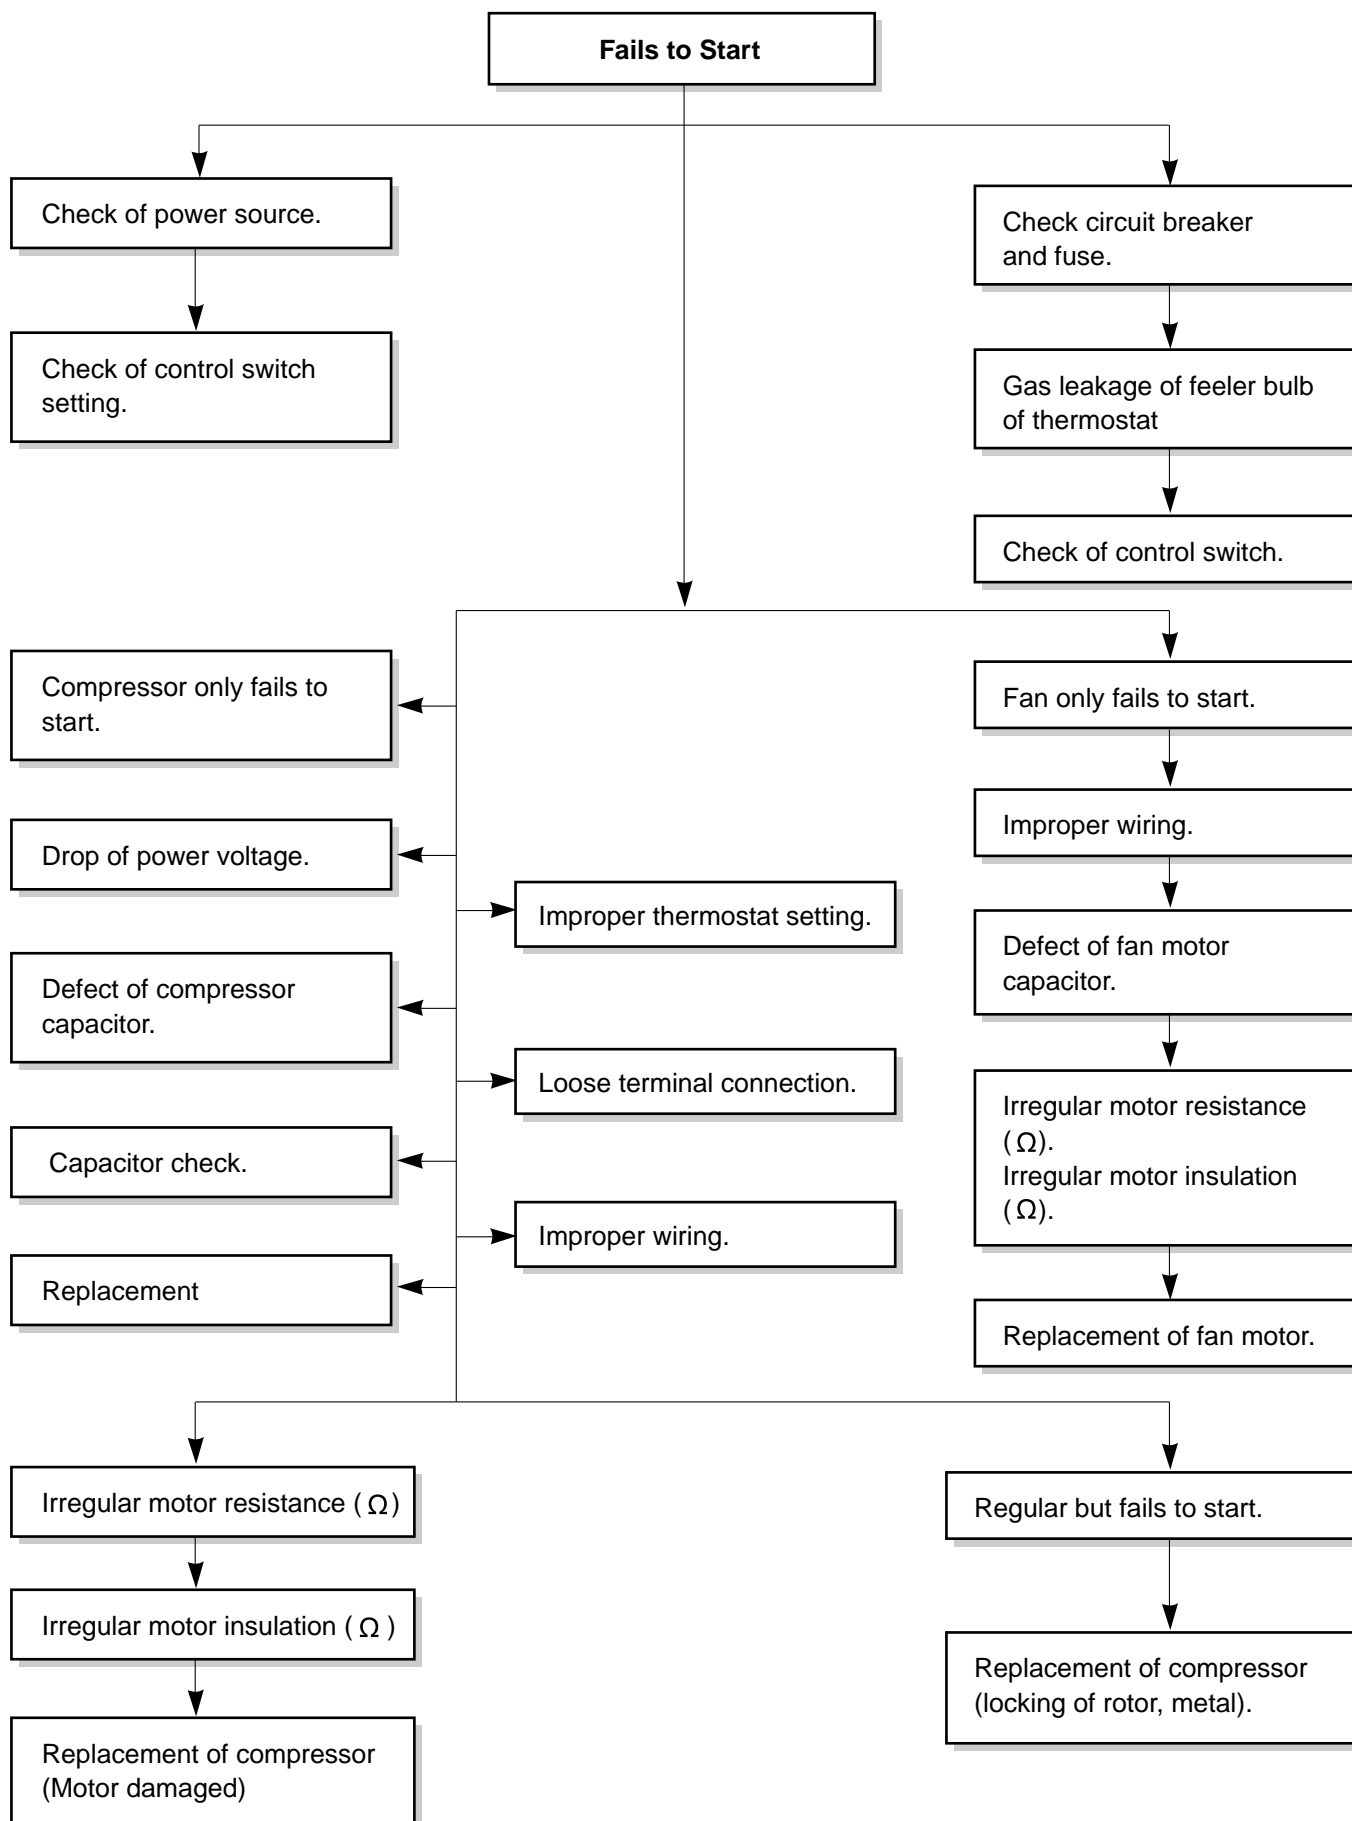 Fails to Start
Check of power source.
Check of control switch
setting.
Check circuit breaker
and fuse.
Gas leakage of feeler bulb
of thermostat
Check of control switch.
Compressor only fails to
start.
Drop of power voltage.
Defect of compressor
capacitor.
Capacitor check.
Replacement
Improper thermostat setting.
Loose terminal connection.
Improper wiring.
Fan only fails to start.
Improper wiring.
Defect of fan motor
capacitor.
Irregular motor resistance
(Ω).
Irregular motor insulation
(Ω).
Replacement of fan motor.
Irregular motor resistance (Ω)
Irregular motor insulation (Ω )
Replacement of compressor
(Motor damaged)
Regular but fails to start.
Replacement of compressor
(locking of rotor, metal).